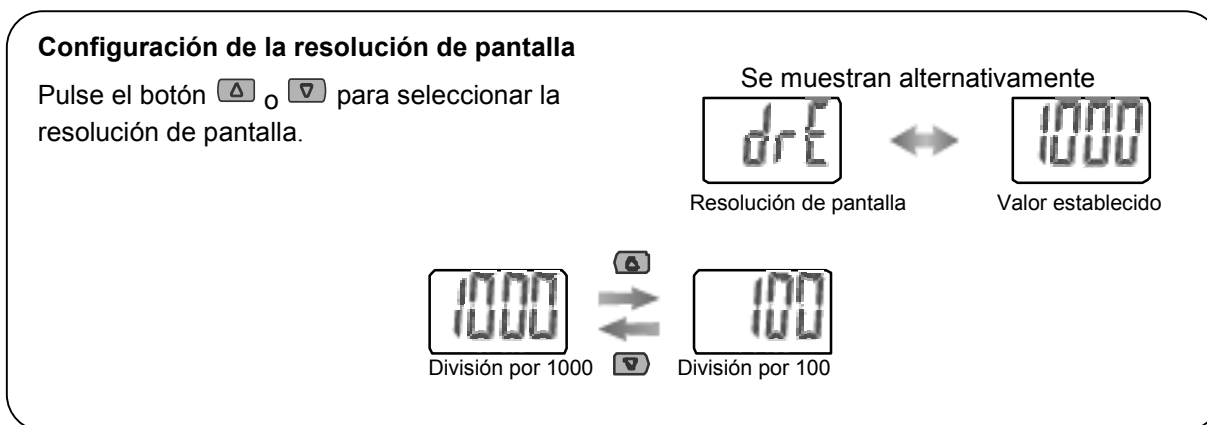 Configuración de la resolución de pantalla
Pulse el botón o para seleccionar la
resolución de pantalla.
Se muestran alternativamente
drE
1000
Resolución de pantalla
Valor establecido
1000
100
División por 1000
División por 100